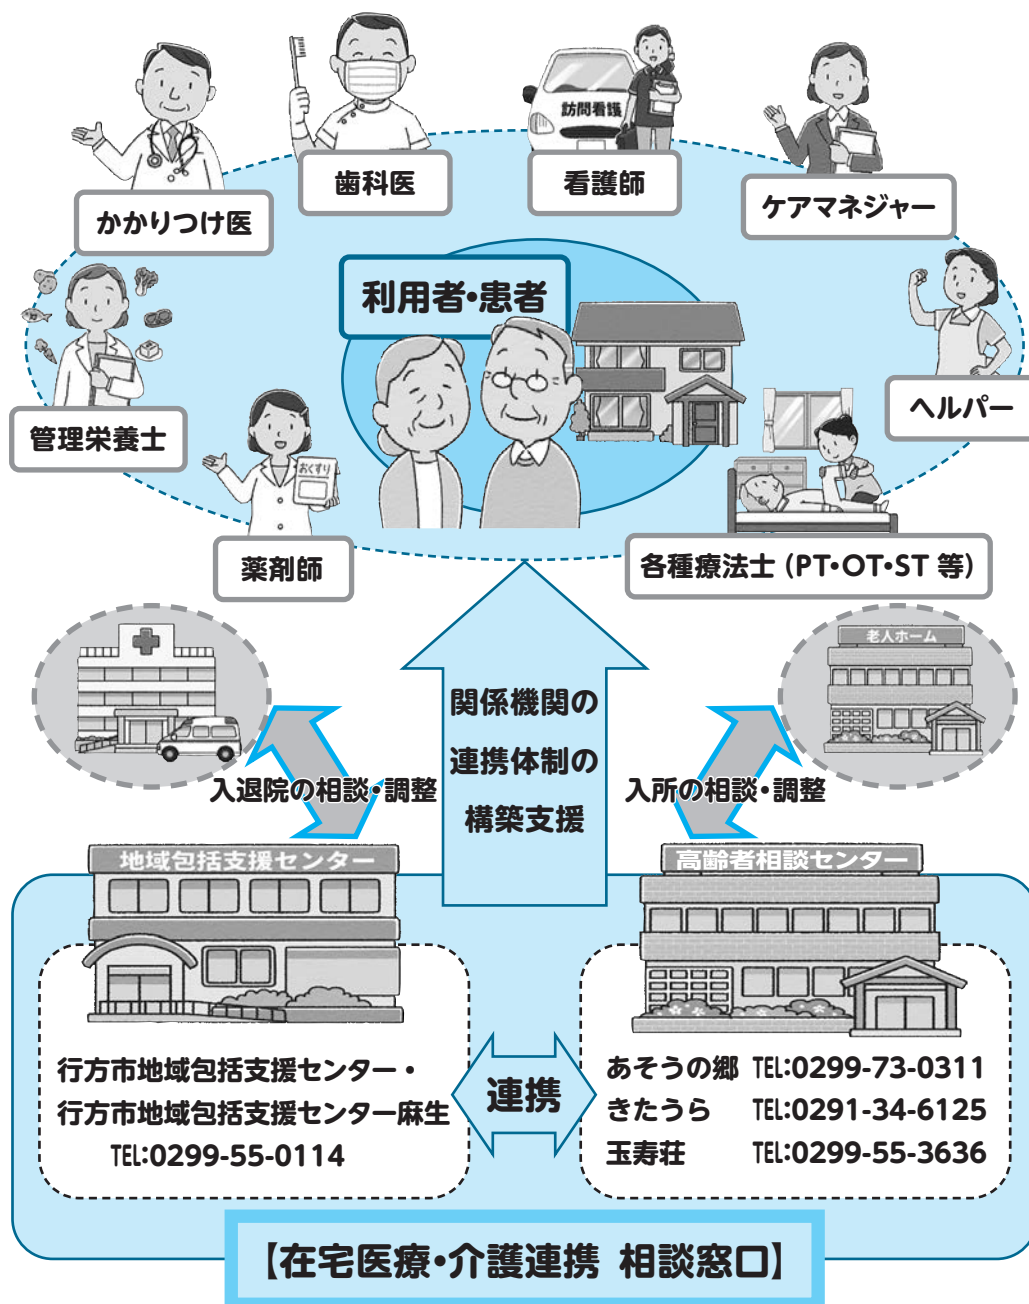 訪問看護
かかりつけ医
歯科医
看護師
ケアマネジャー
利用者・患者
管理栄養士
おくすり
薬剤師
ヘルパー
各種療法士（PT・OT・ST 等）
老人ホーム
関係機関の
連携体制の
構築支援
入退院の相談・調整
入所の相談・調整
地域包括支援センター
高齢者相談センター
行方市地域包括支援センター・
行方市地域包括支援センター麻生
TEL:0299-55-0114
連携
あそうの郷 TEL:0299-73-0311
きたうら TEL:0291-34-6125
玉寿荘 TEL:0299-55-3636
【在宅医療・介護連携 相談窓口】